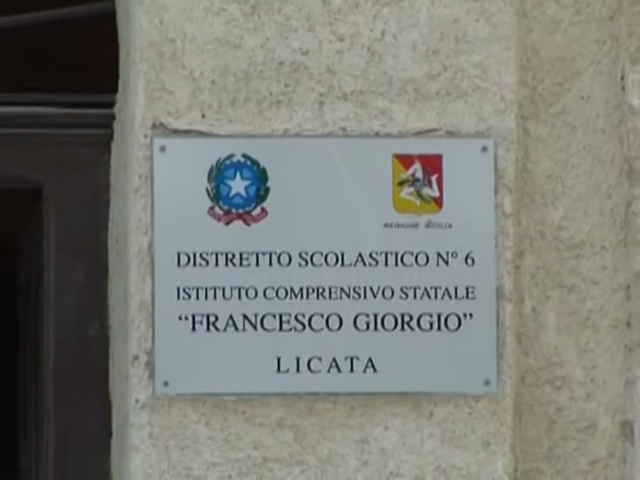 REGIONE SICILIA
DISTRETTO SCOLASTICO N° 6
ISTITUTO COMPRENSIVO STATALE
“FRANCESCO GIORGIO”
LICATA